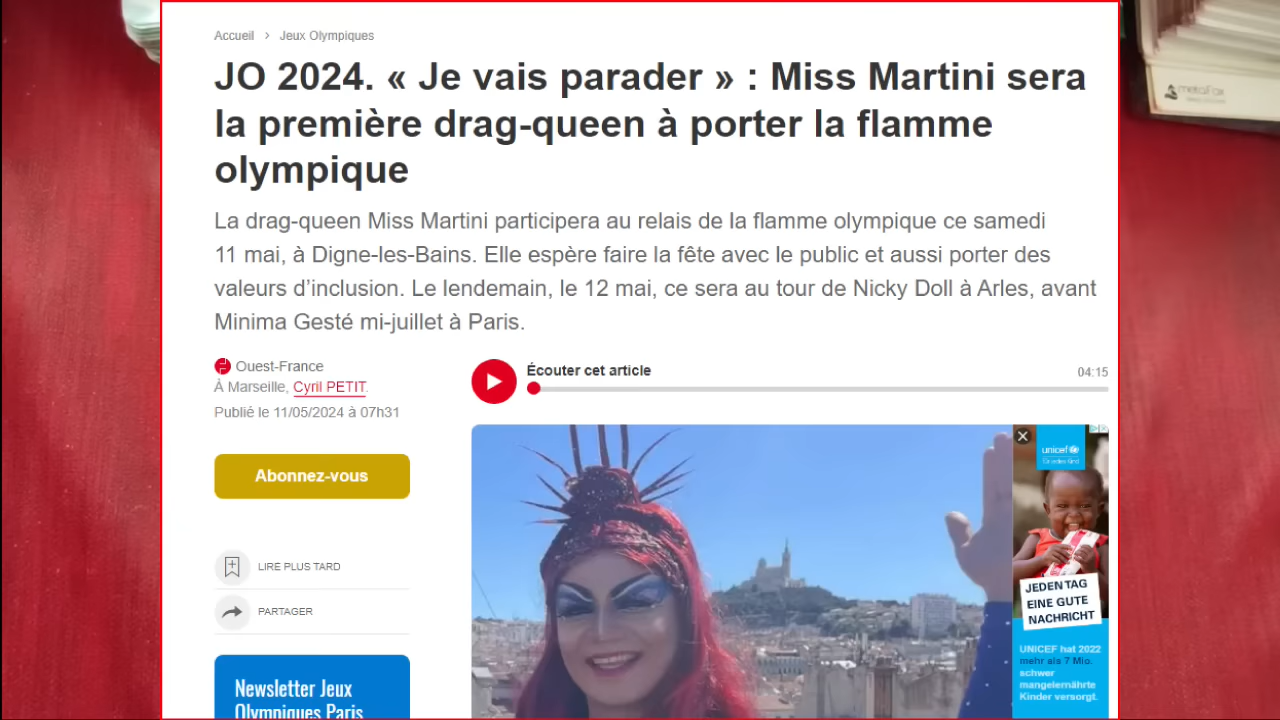 Accueil > Jeux Olympiques
JO 2024. « Je vais parader » : Miss Martini sera
la première drag-queen à porter la flamme
olympique
La drag-queen Miss Martini participera au relais de la flamme olympique ce samedi
11 mai, à Digne-les-Bains. Elle espère faire la fête avec le public et aussi porter des
valeurs d’inclusion. Le lendemain, le 12 mai, ce sera au tour de Nicky Doll à Arles, avant
Minima Gesté mi-juillet à Paris.
Ouest-France
À Marseille, Cyril PETIT.
Publié le 11/05/2024 à 07h31
Abonnez-vous
LIRE PLUS TARD
PARTAGER
Newsletter Jeux
Olympiques Paris
Écouter cet article
04:15
unicef
für jedes Kind
JEDEN TAG
EINE GUTE
NACHRICHT
UNICEF hat 2022
mehr als 7 Mio.
schwer
mangelernährte
Kinder versorgt.
metaFox